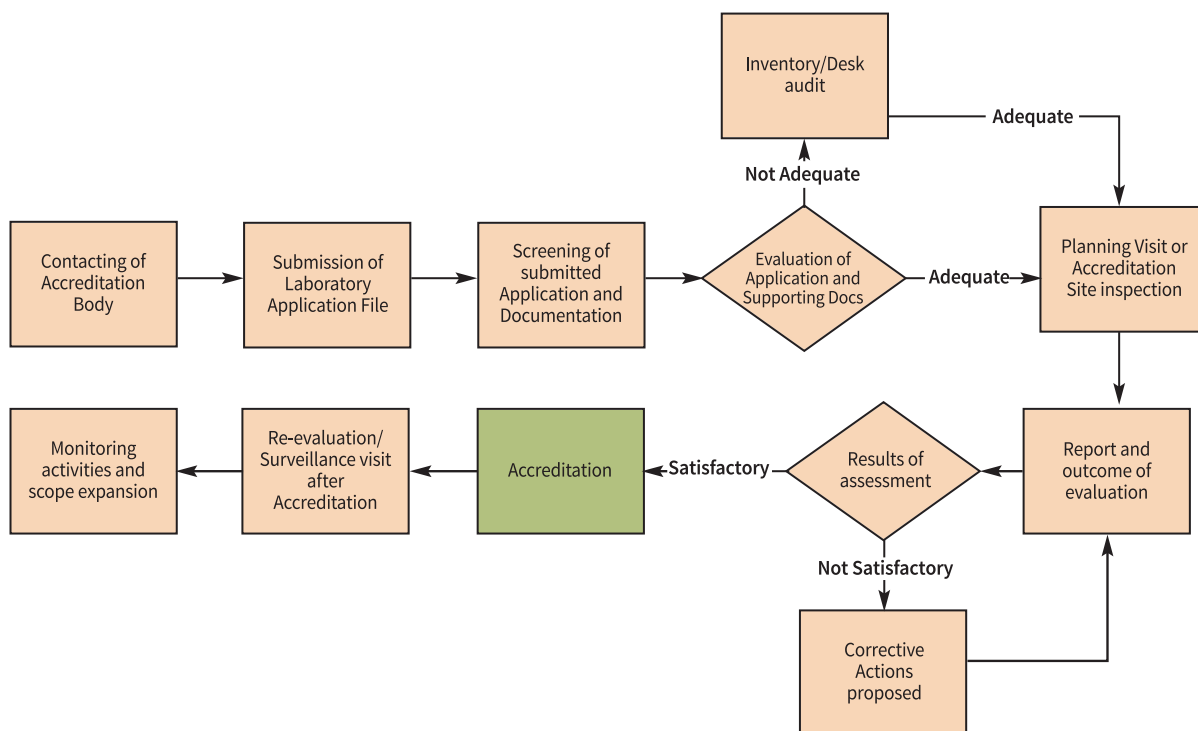 Inventory/Desk
audit
Adequate
Not Adequate
Contacting of
Accreditation
Body
Submission of
Laboratory
Application File
Screening of
submitted
Application and
Documentation
Evaluation of
Application and
Supporting Docs
Adequate
Planning Visit or
Accreditation
Site inspection
Monitoring
activities and
scope expansion
Re-evaluation/
Surveillance visit
after
Accreditation
Accreditation
Satisfactory
Results of
assessment
Report and
outcome of
evaluation
Not Satisfactory
Corrective
Actions
proposed